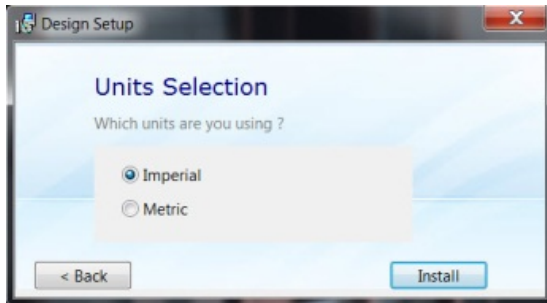 Design Setup
X
Units Selection
Which units are you using ?
Imperial
Metric
< Back
Install